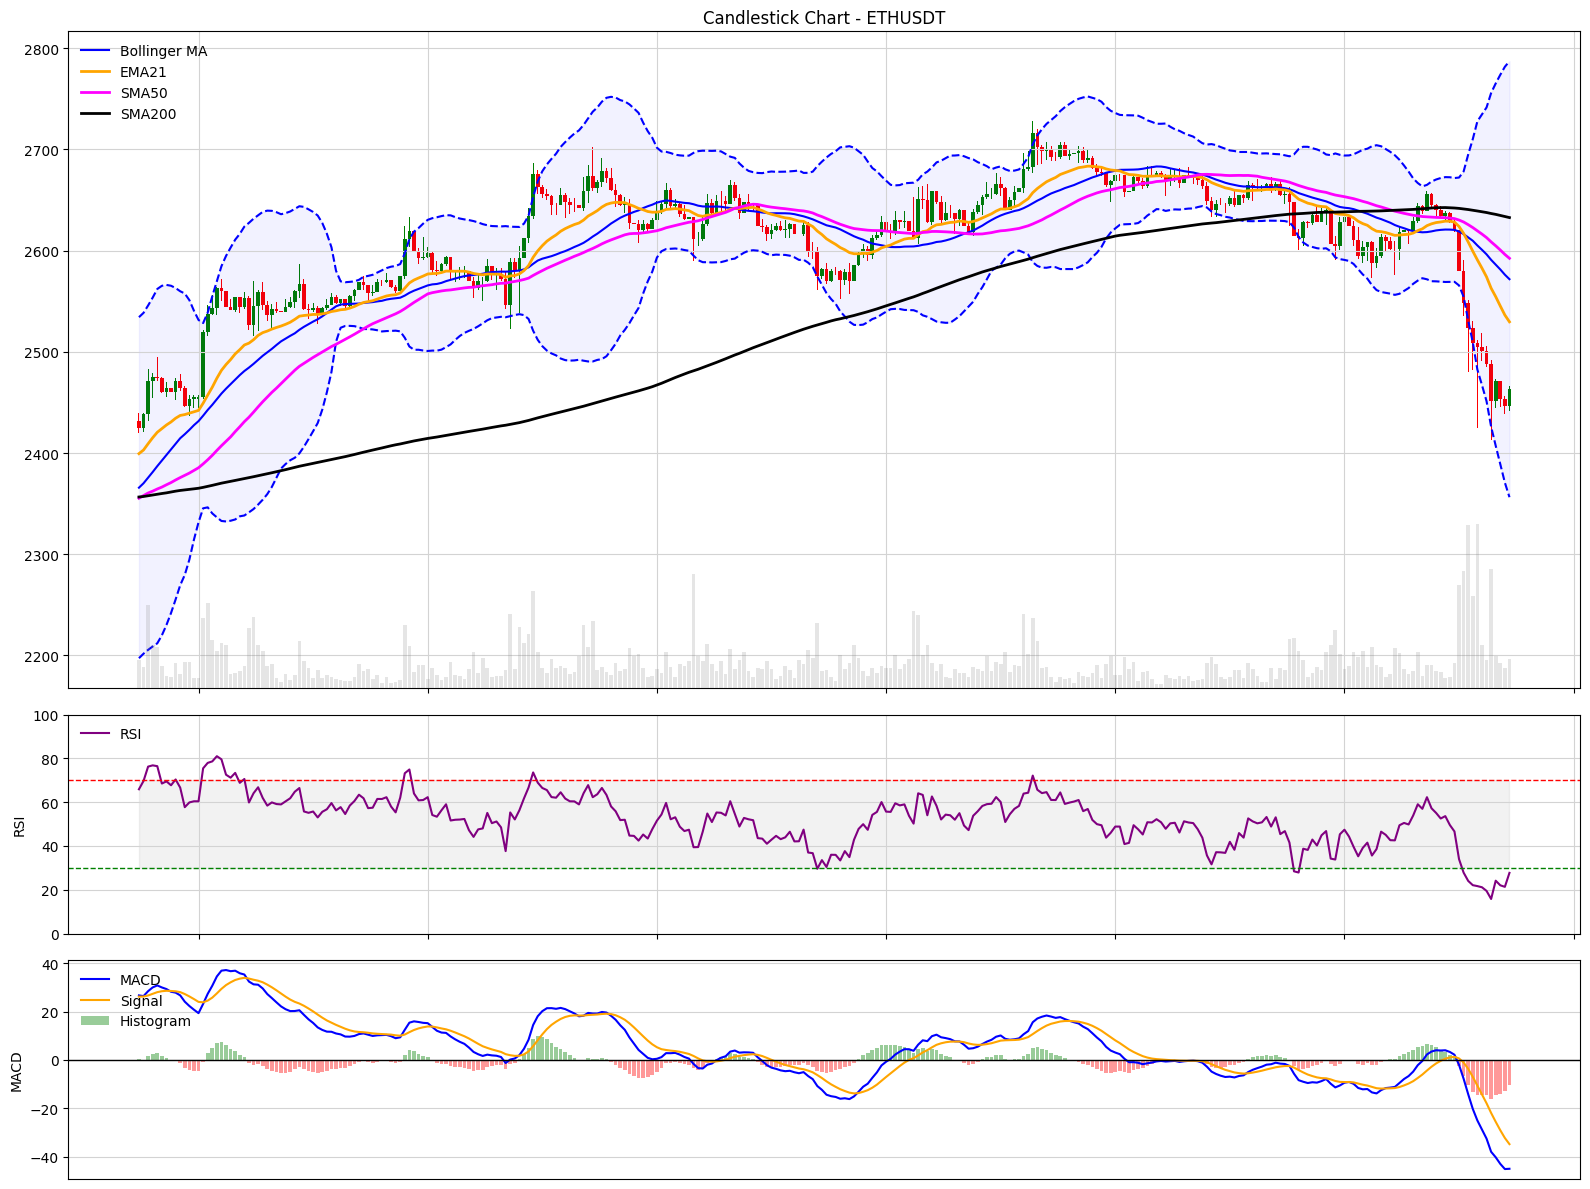 Candlestick Chart - ETHUSDT
Bollinger MA
EMA21
SMA50
SMA200
2800
2700
2600
2500
2400
2300
2200
RSI
100
80
60
40
20
0
RSI
MACD
Signal
Histogram
40
20
0
−20
−40
MACD